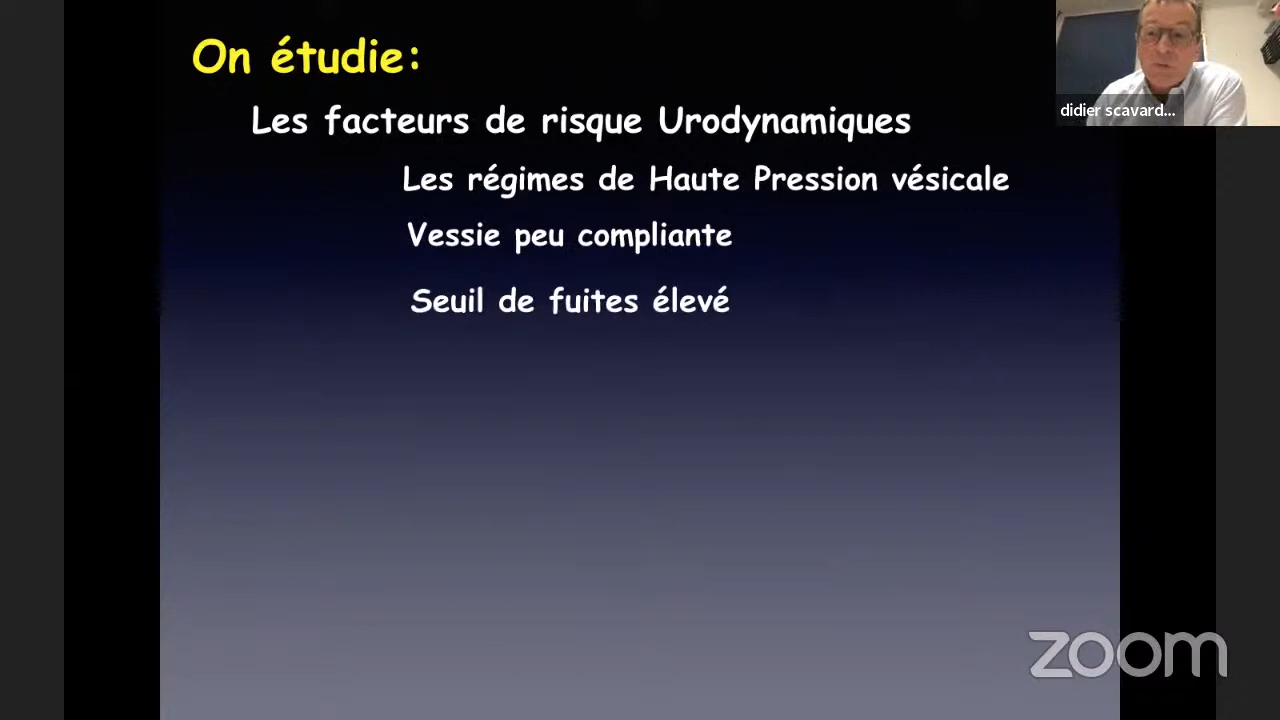 On étudie:
Les facteurs de risque Urodynamiques
Les régimes de Haute Pression vésicale
Vessie peu compliante
Seuil de fuites élevé
didier scavard...
zoom